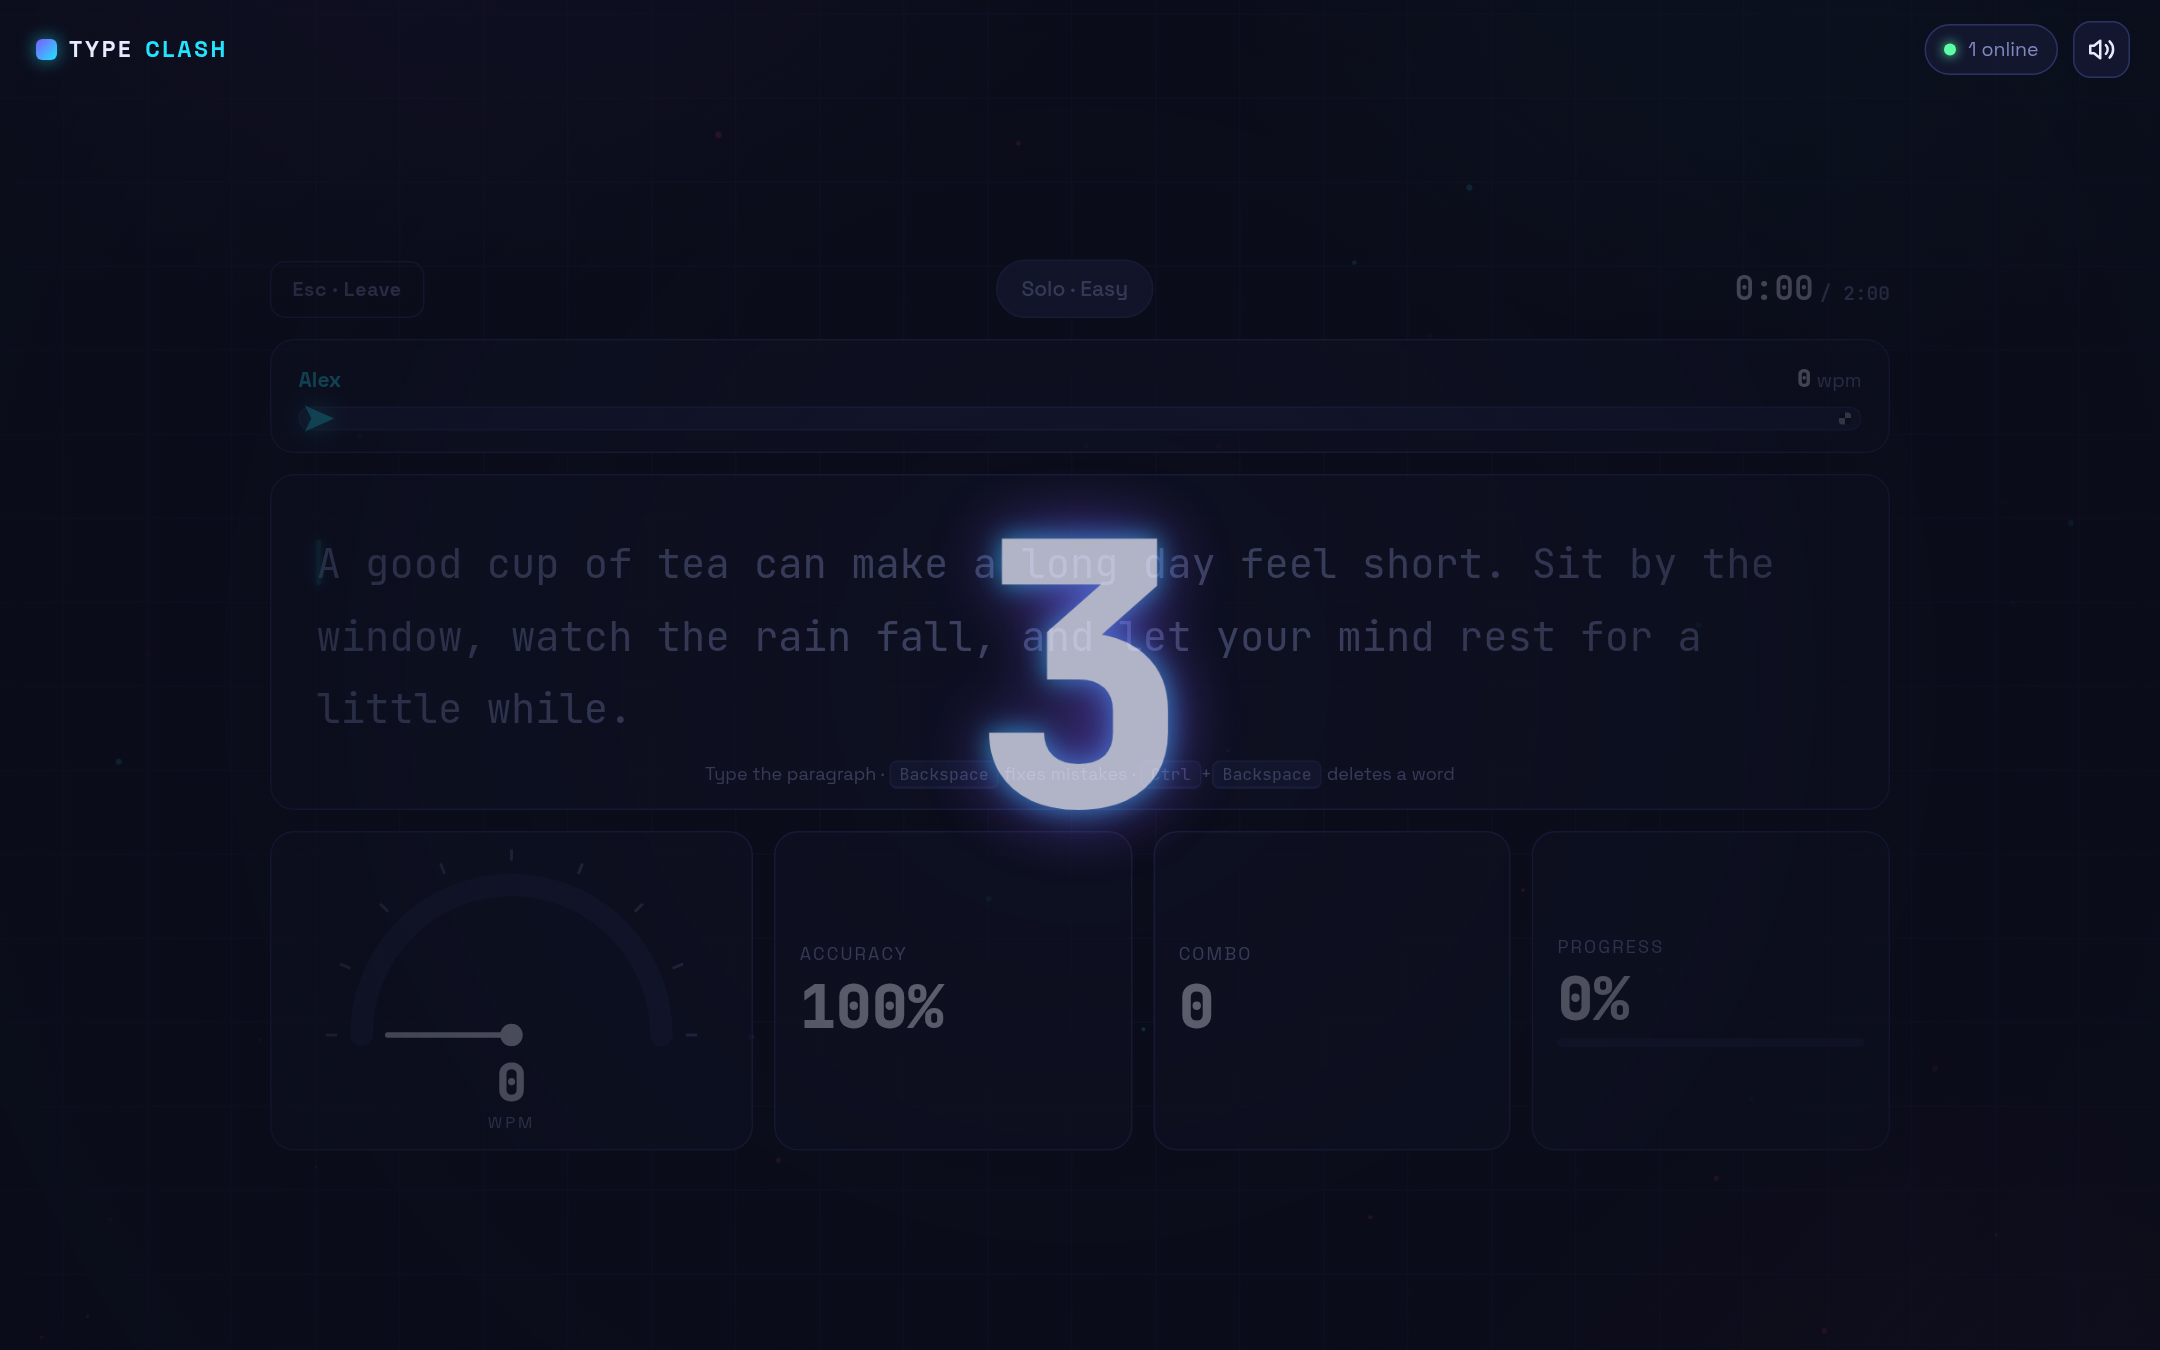 TYPE CLASH
1 online
Esc · Leave
Solo · Easy
0:00 / 2:00
Alex
0 wpm
A good cup of tea can make a long day feel short. Sit by the
window, watch the rain fall, and let your mind rest for a
little while.
3
Type the paragraph · Backspace fixes mistakes · Ctrl + Backspace deletes a word
0
WPM
ACCURACY
100%
COMBO
0
PROGRESS
0%